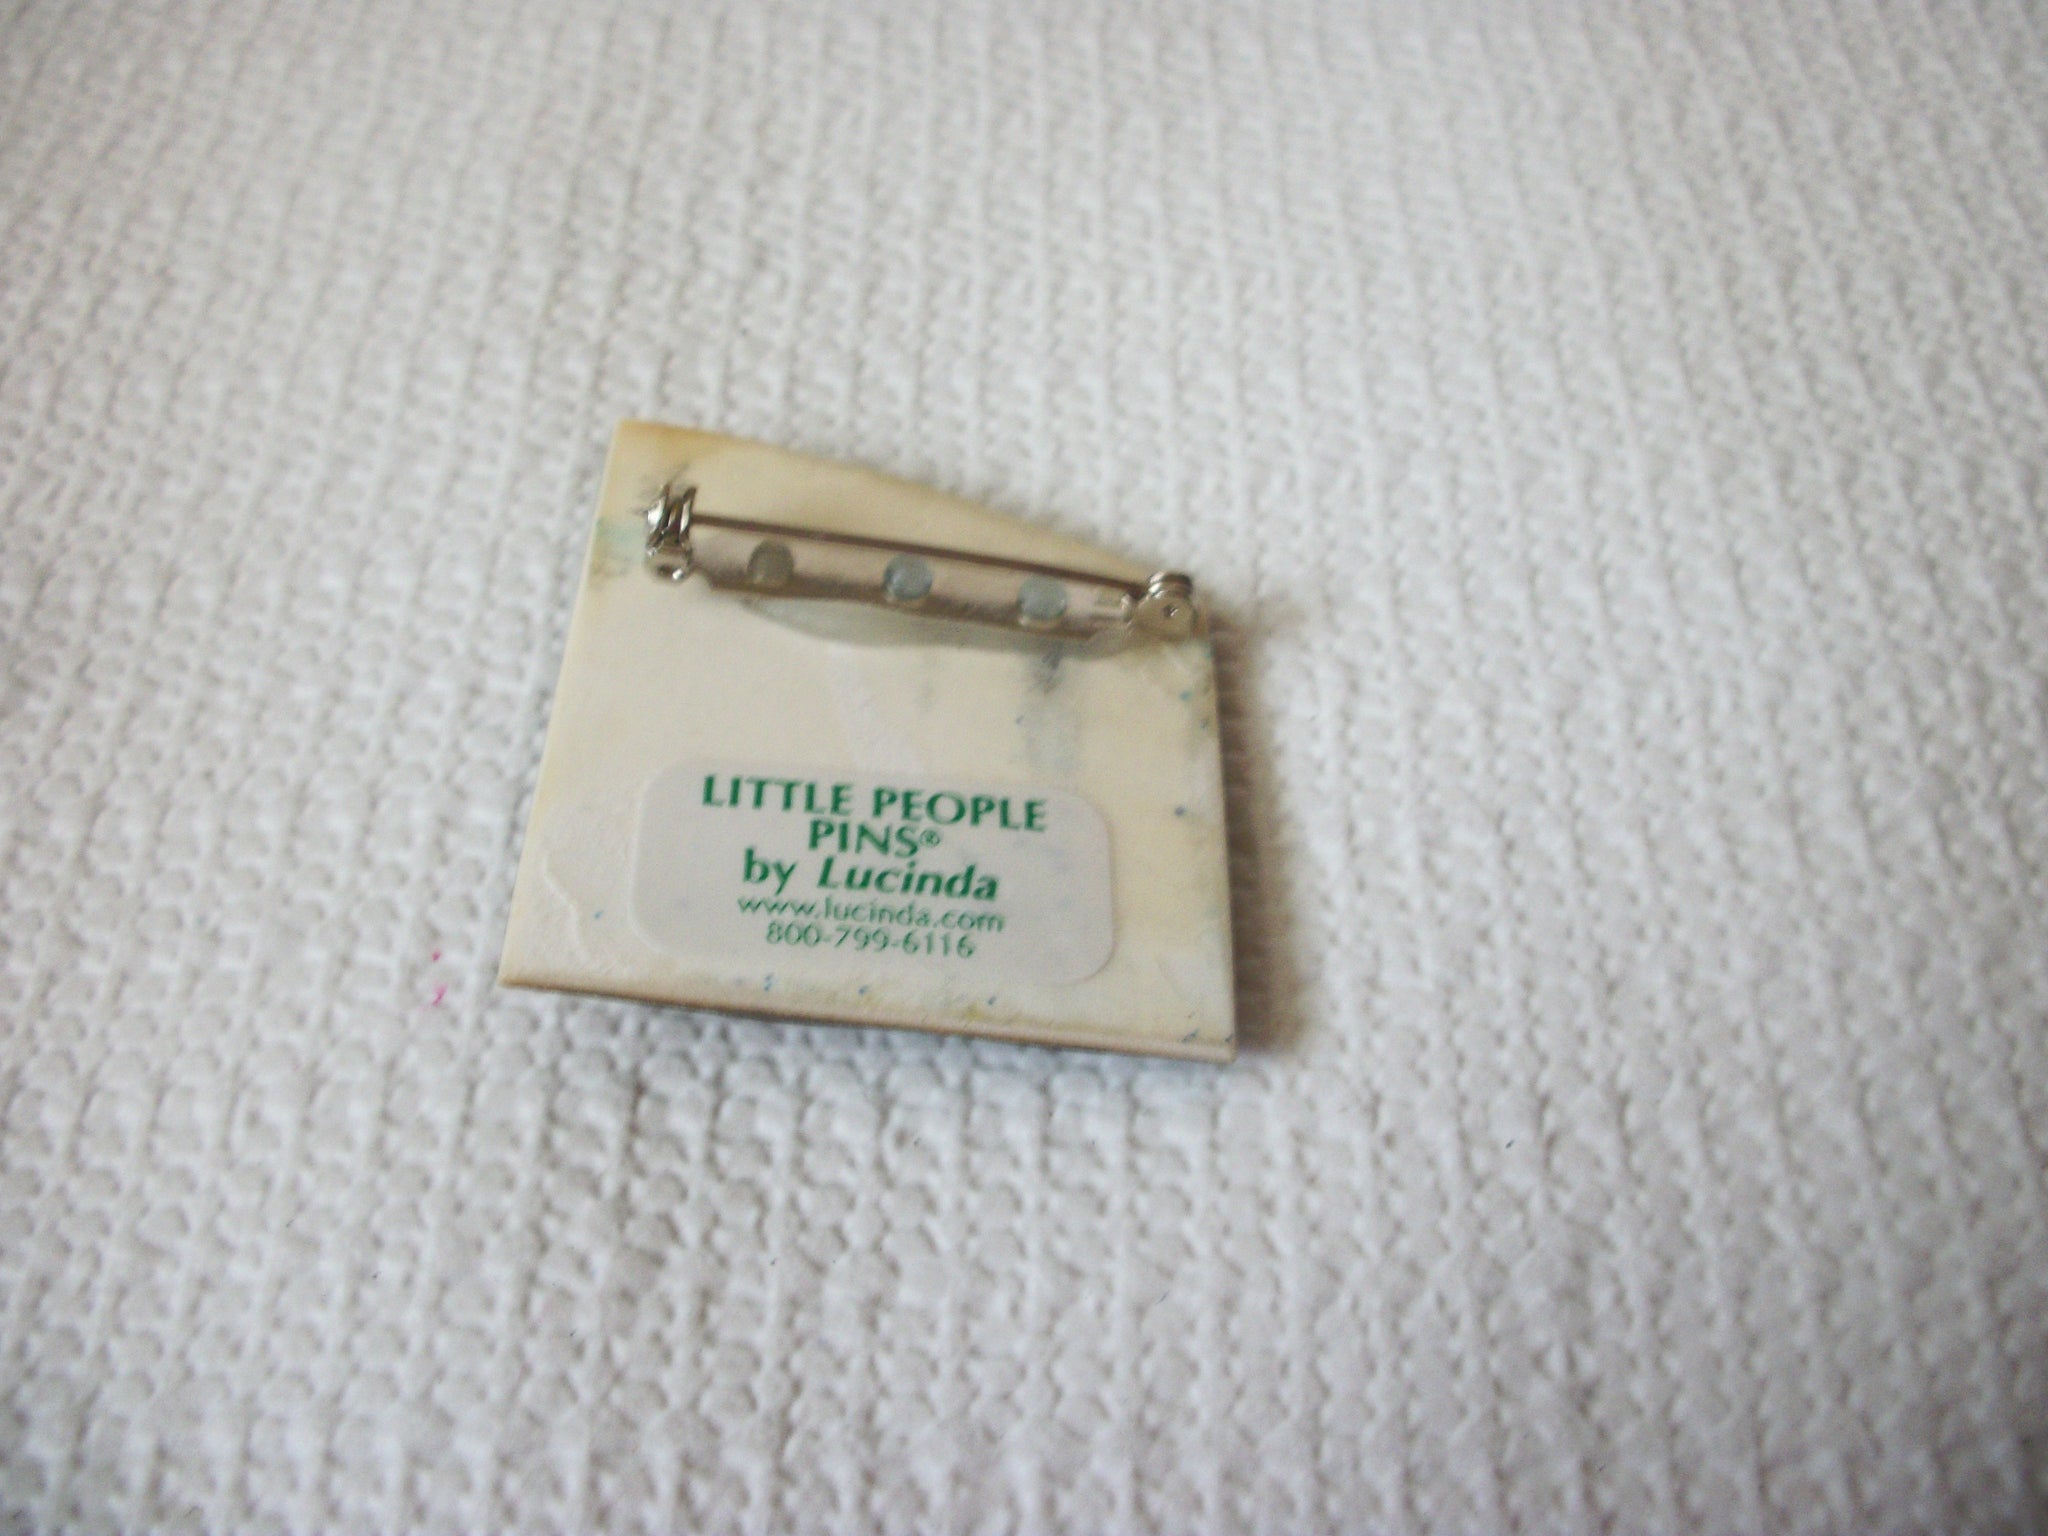 LITTLE PEOPLE
PINS®
by Lucinda
www.lucinda.com
800-799-6116